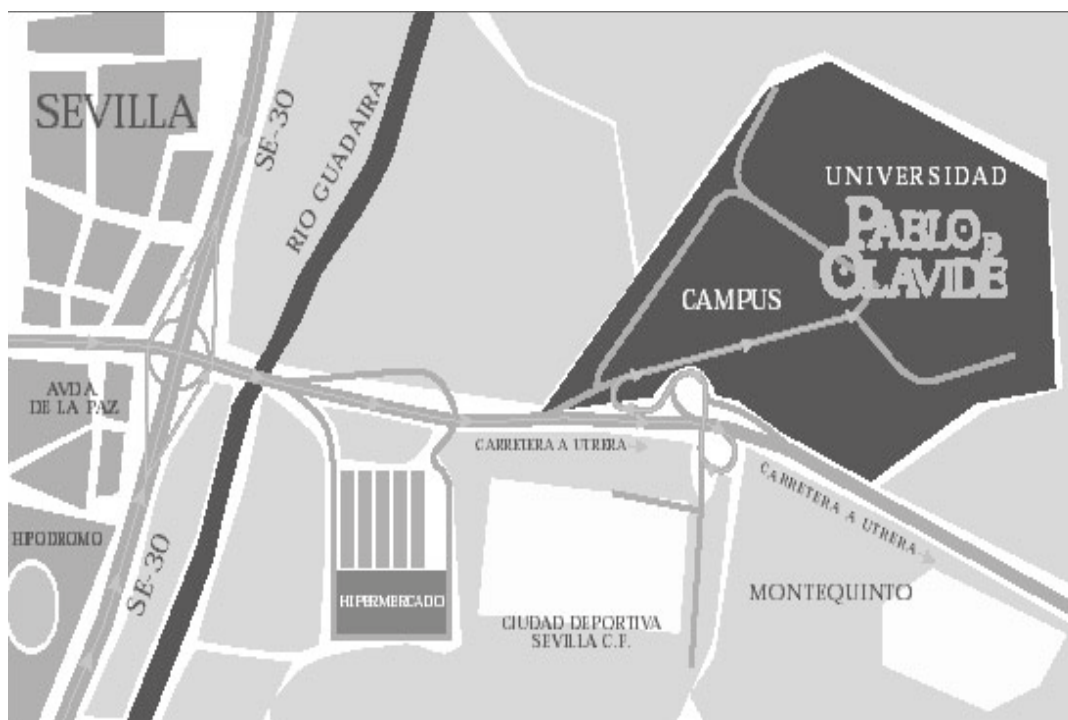 SEVILLA
SE-30
RIO GUADAIRA
UNIVERSIDAD
PABLO DE
OLAVIDE
CAMPUS
AVDA.
DE LA PAZ
CARRETERA A UTRERA
CARRETERA A UTRERA
HIPODROMO
SE-30
HIPERMERCADO
CIUDAD DEPORTIVA
SEVILLA C.F.
MONTEQUINTO